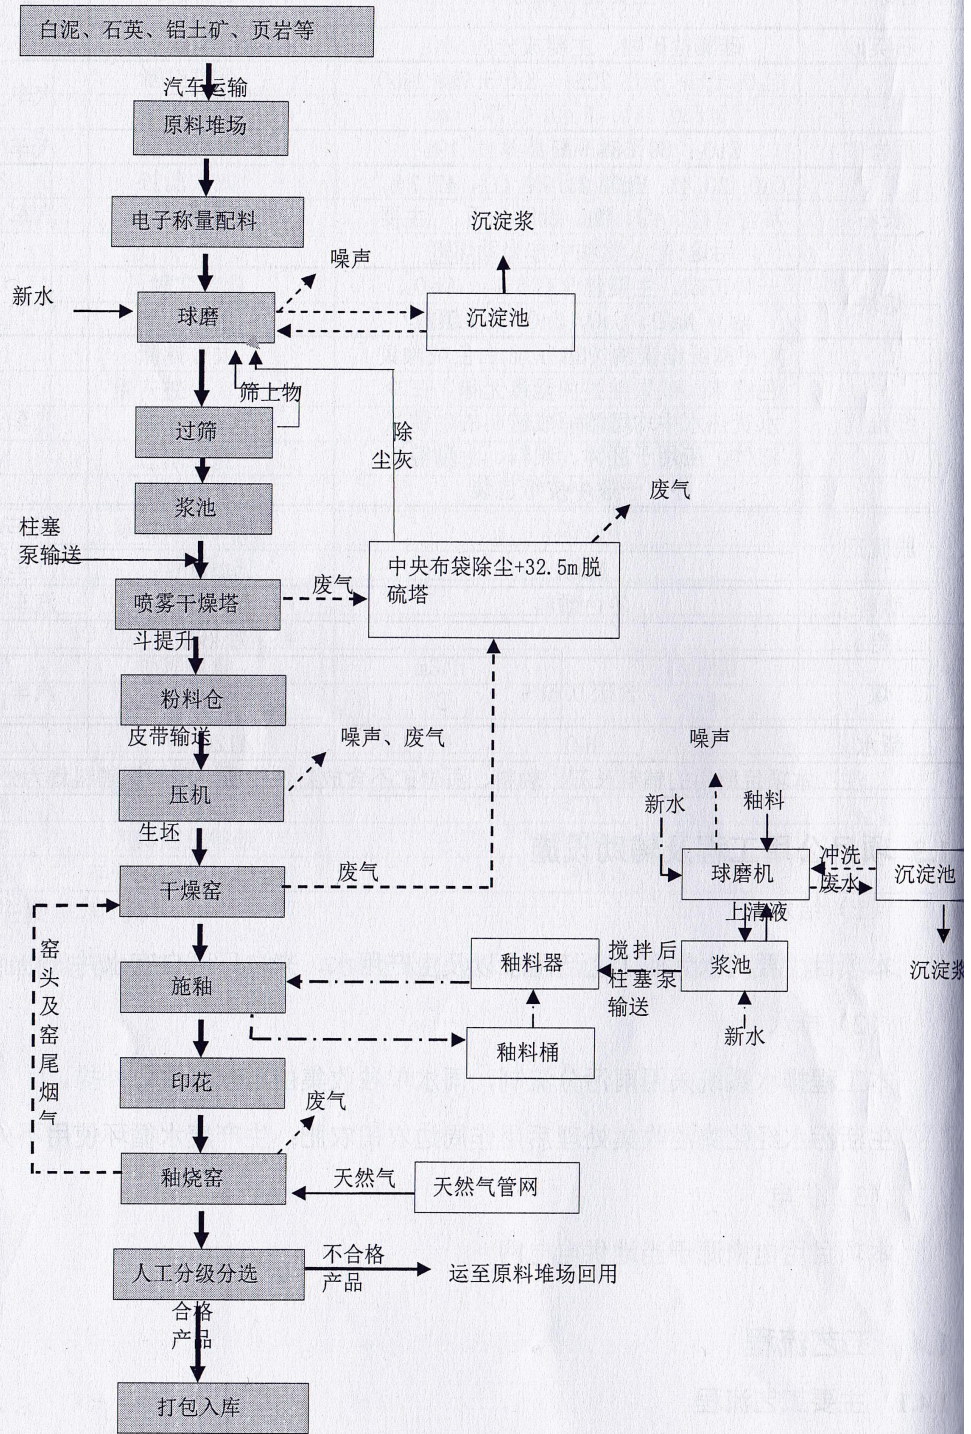 白泥、石英、铝土矿、页岩等
汽车运输
原料堆场
电子称量配料
沉淀浆
噪声
新水
球磨
沉淀池
筛上物
过筛
除
尘灰
浆池
废气
柱塞
泵输送
中央布袋除尘+32.5m脱
硫塔
废气
喷雾干燥塔
斗提升
粉料仓
皮带输送
噪声、废气
噪声
压机
新水
釉料
生坯
冲洗
废水
球磨机
沉淀池
废气
干燥窑
上清液
窑
头
及
窑
尾
烟
气
釉料器
搅拌后
柱塞泵
输送
浆池
沉淀浆
施釉
新水
釉料桶
印花
废气
釉烧窑
天然气
天然气管网
人工分级分选
不合格
产品
运至原料堆场回用
合格
产品
打包入库